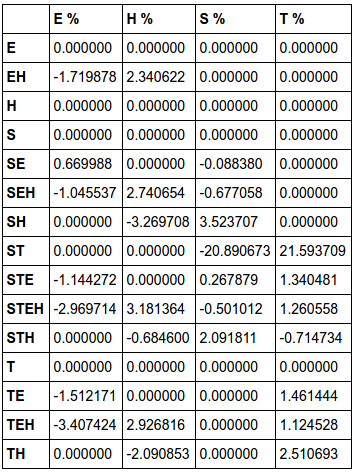 E % H % S % T %
E 0.000000 0.000000 0.000000 0.000000
EH -1.719878 2.340622 0.000000 0.000000
H 0.000000 0.000000 0.000000 0.000000
S 0.000000 0.000000 0.000000 0.000000
SE 0.669988 0.000000 -0.088380 0.000000
SEH -1.045537 2.740654 -0.677058 0.000000
SH 0.000000 -3.269708 3.523707 0.000000
ST 0.000000 0.000000 -20.890673 21.593709
STE -1.144272 0.000000 0.267879 1.340481
STEH -2.969714 3.181364 -0.501012 1.260558
STH 0.000000 -0.684600 2.091811 -0.714734
T 0.000000 0.000000 0.000000 0.000000
TE -1.512171 0.000000 0.000000 1.461444
TEH -3.407424 2.926816 0.000000 1.124528
TH 0.000000 -2.090853 0.000000 2.510693